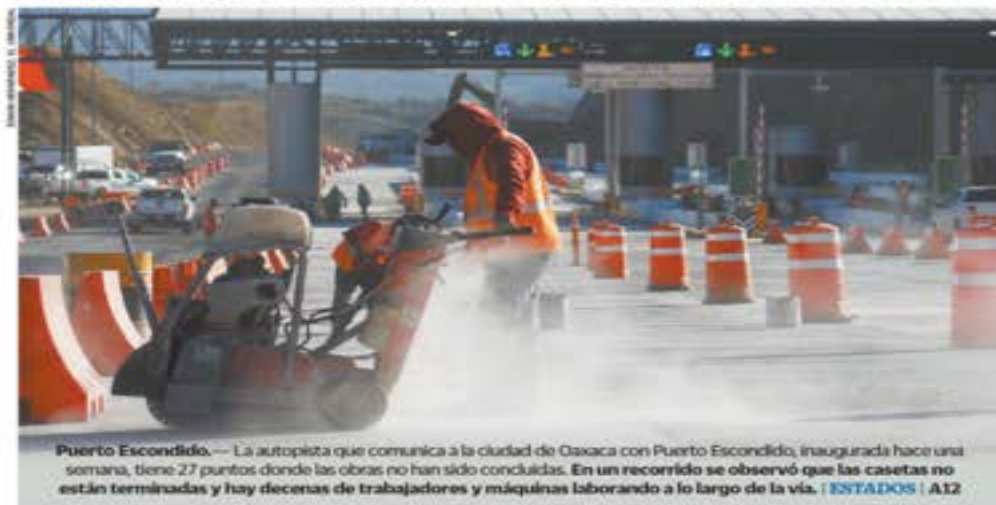 Puerto Escondido.— La autopista que comunica a la ciudad de Oaxaca con Puerto Escondido, inaugurada hace una
semana, tiene 27 puntos donde las obras no han sido concluidas. En un recorrido se observó que las casetas no
están terminadas y hay decenas de trabajadores y máquinas laborando a lo largo de la vía. | ESTADOS | A12